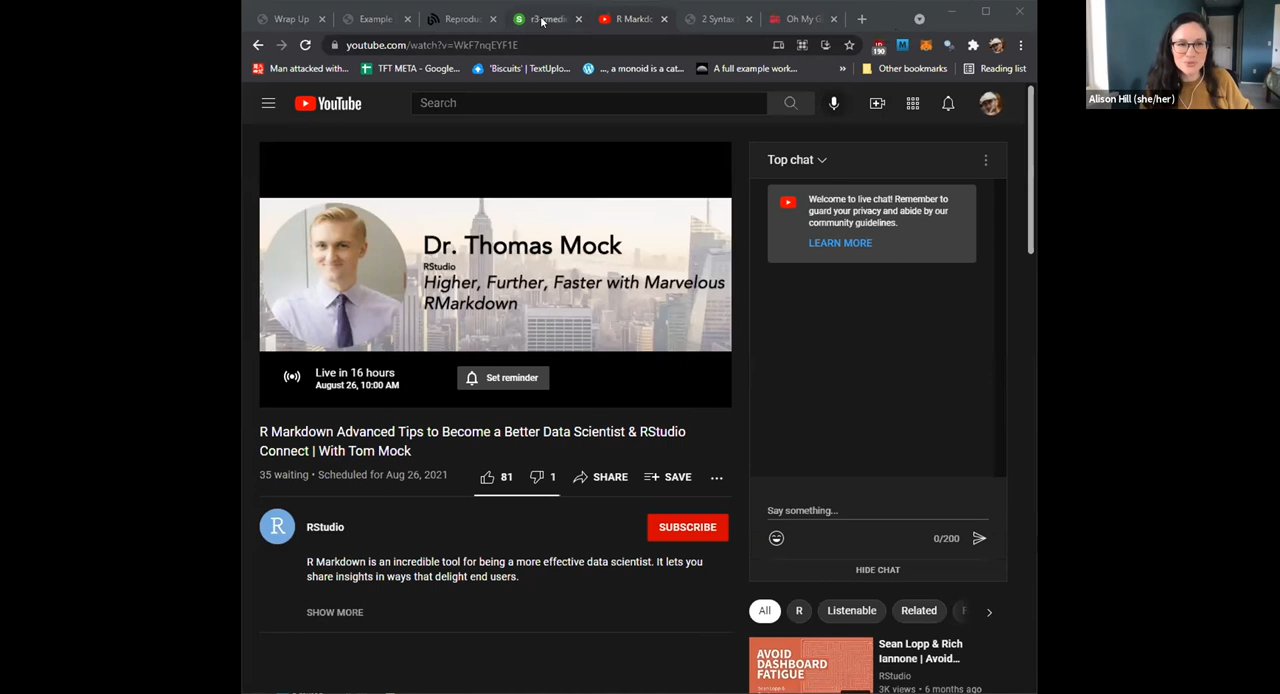 Wrap Up
Example
Reproduc
r3-medic
R Markdo
2 Syntax
Oh My G
youtube.com/watch?v=WkF7nqEYF1E
190
Man attacked with...
TFT META - Google...
'Biscuits' | TextUplo...
..., a monoid is a cat...
A full example work...
»
Other bookmarks
Reading list
Alison Hill (she/her)
YouTube
Search
Top chat
Welcome to live chat! Remember to
guard your privacy and abide by our
community guidelines.
LEARN MORE
Dr. Thomas Mock
RStudio
Higher, Further, Faster with Marvelous
RMarkdown
Live in 16 hours
August 26, 10:00 AM
Set reminder
R Markdown Advanced Tips to Become a Better Data Scientist & RStudio
Connect | With Tom Mock
35 waiting • Scheduled for Aug 26, 2021
81
1
SHARE
SAVE
Say something...
0/200
HIDE CHAT
R
RStudio
SUBSCRIBE
R Markdown is an incredible tool for being a more effective data scientist. It lets you
share insights in ways that delight end users.
SHOW MORE
All
R
Listenable
Related
AVOID
DASHBOARD
FATIGUE
Sean Lopp & Rich
Iannone | Avoid...
RStudio
3K views • 6 months ago